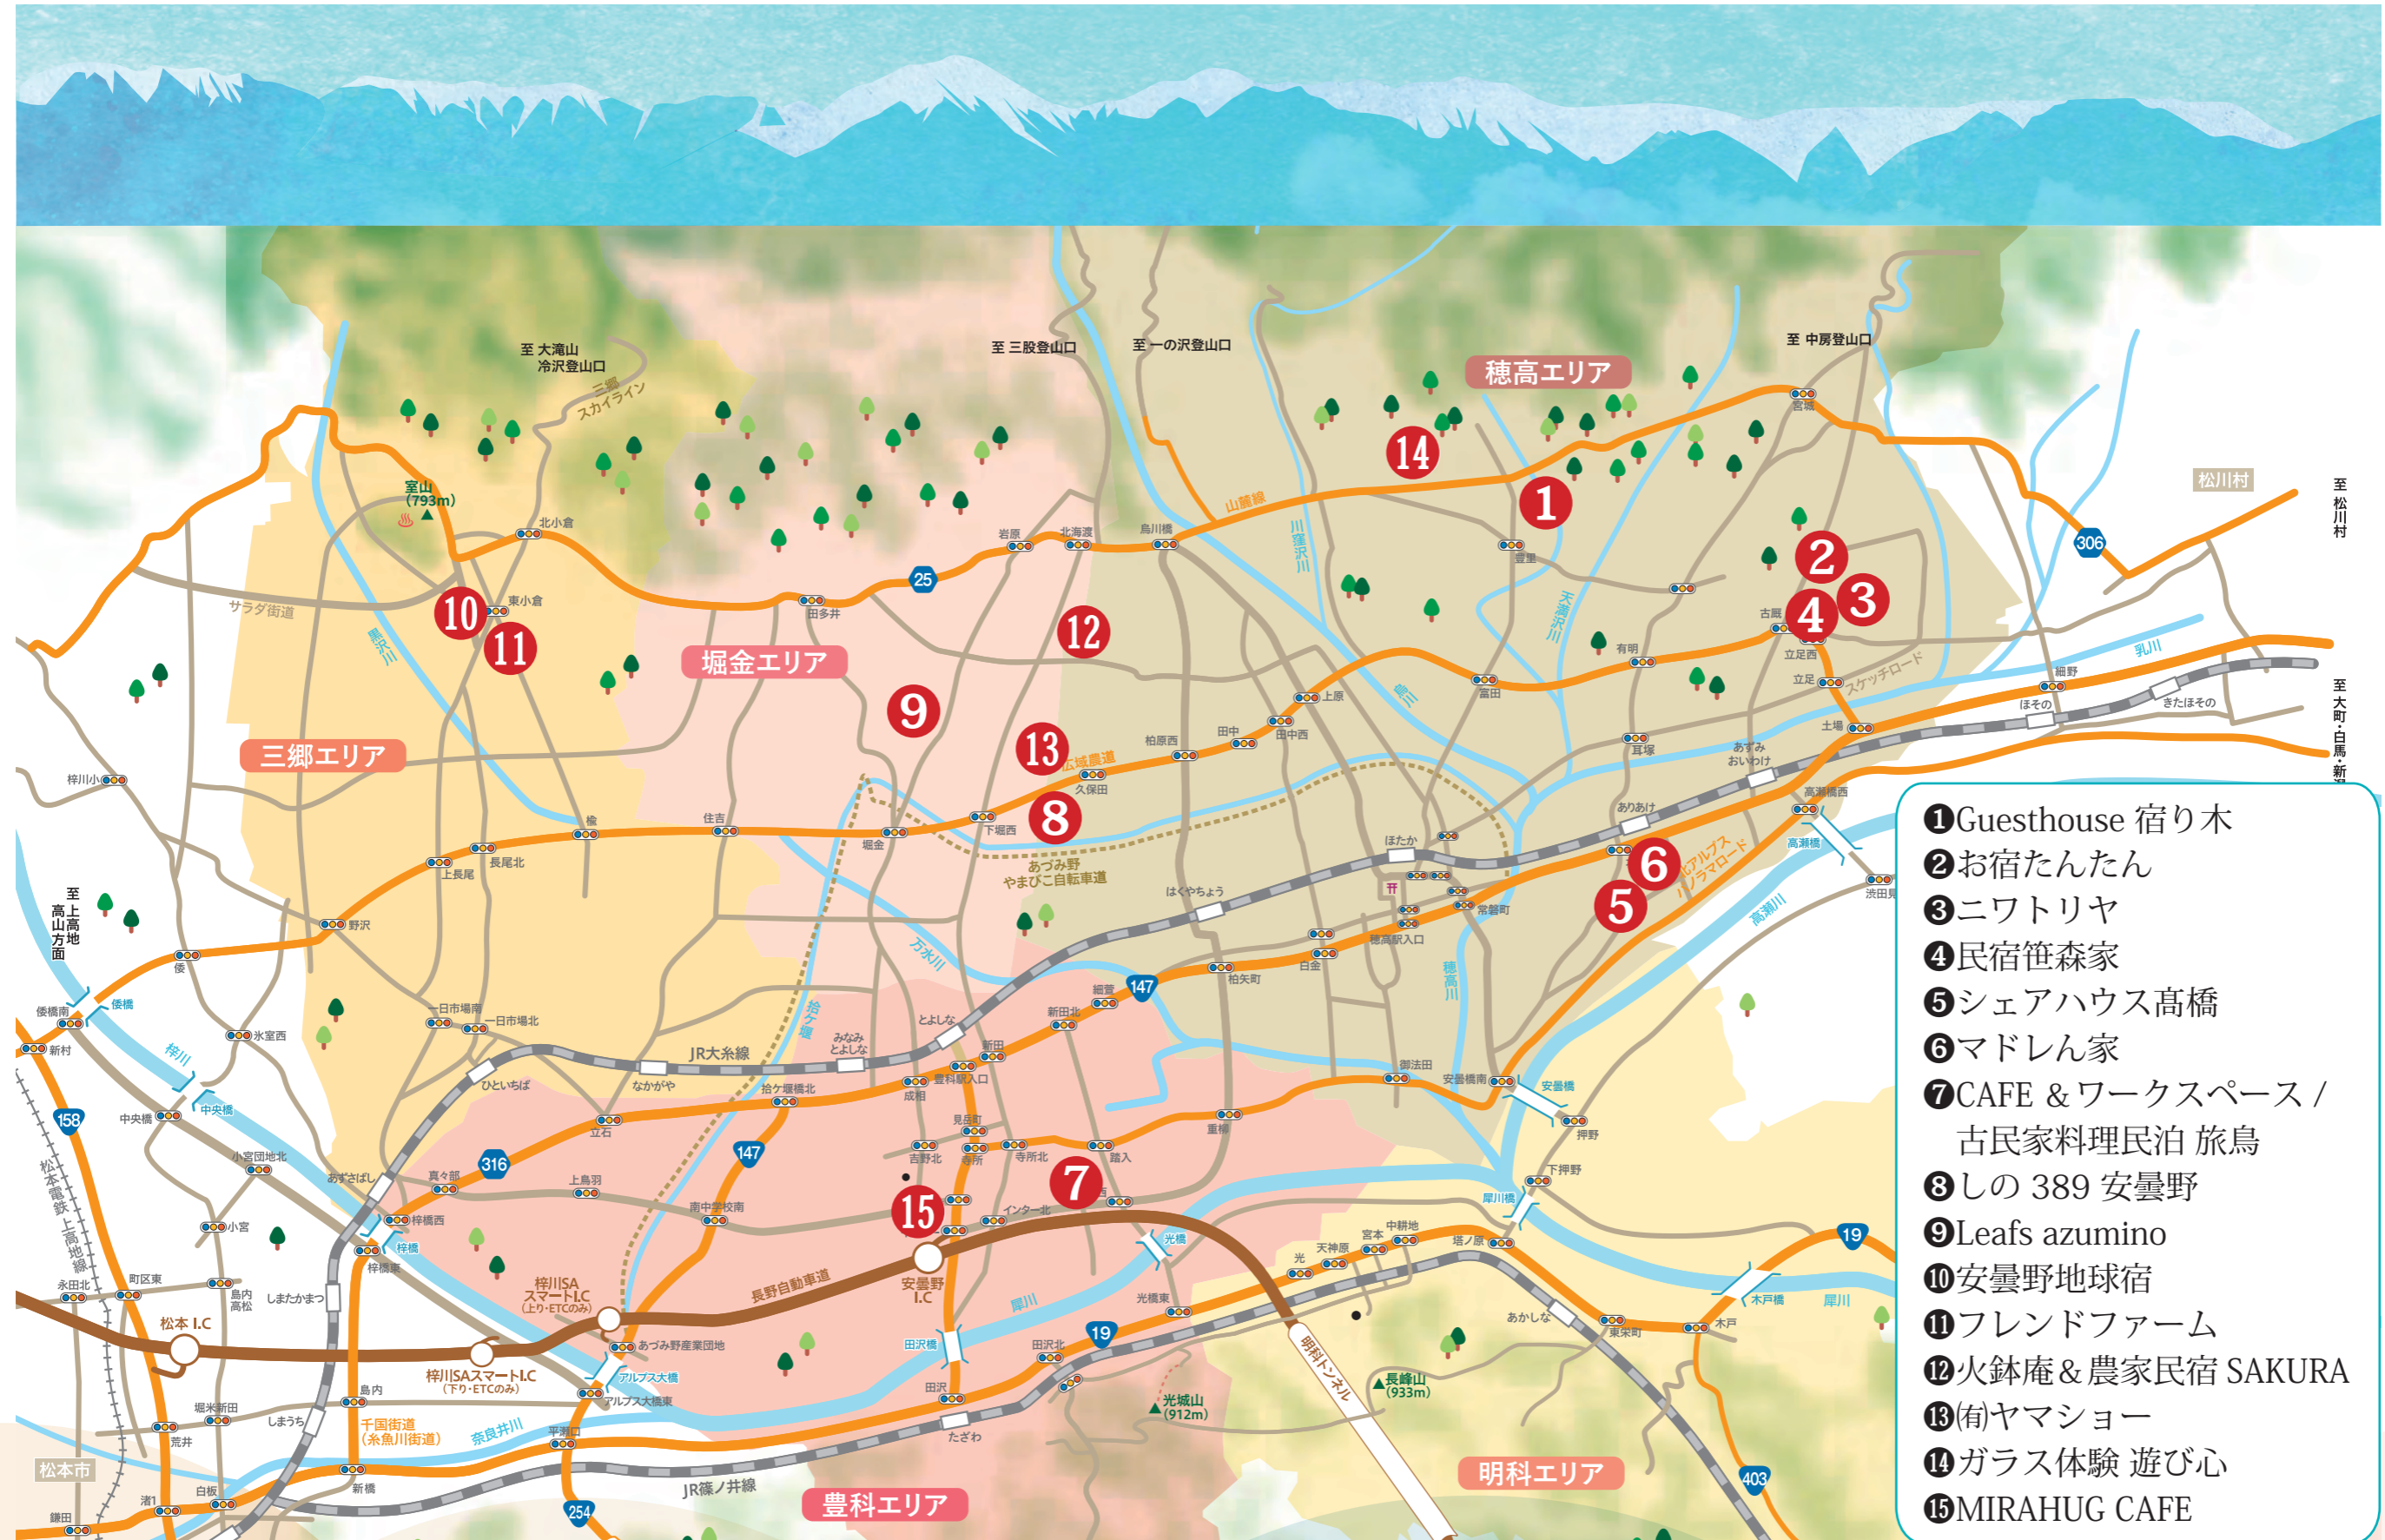 至 大滝山
冷沢登山口
三郷
スカイライン
至 三股登山口
至 一の沢登山口
穂高エリア
至 中房登山口
宮城
松川村
至 松川村
室山
(793m)
北小倉
岩原
北海渡
烏川橋
山麓線
14
1
豊里
川窪沢川
天満沢川
306
25
2
3
4
古厩
立足西
立足
スケッチロード
乳川
細野
サラダ街道
10
東小倉
11
黒沢川
田多井
12
堀金エリア
有明
富田
烏川
上原
9
13
広域農道
久保田
柏原西
田中
田中西
耳塚
あずみ
おいわけ
土場
ほその
きたほその
至 大町・白馬・新潟
三郷エリア
梓川小
上長尾
長尾北
楡
住吉
堀金
下堀西
8
あづみ野
やまびこ自転車道
ほたか
ありあけ
高瀬橋西
高瀬橋
6
5
北アルプス
パノラマロード
高瀬川
渋田見
はくやちょう
常盤町
穂高駅入口
白金
柏矢町
穂高川
至 上高地
高山方面
野沢
倭
倭橋南
倭橋
新村
氷室西
梓川
一日市場南
一日市場北
万水川
拾ケ堰
JR大糸線
ひといちば
なかがや
みなみ
とよしな
とよしな
新田北
細萱
147
新田
豊科駅入口
成相
拾ケ堰橋北
立石
158
中央橋
中央橋
小宮団地北
小宮
あずさばし
真々部
316
147
上鳥羽
南中学校南
見岳町
吉野北
寺所
寺所北
踏入
重柳
御法田
安曇橋南
安曇橋
押野
下押野
7
15
インター北
梓橋西
梓橋
梓橋東
松本電鉄 上高地線
永田北
町区東
島内
高松
しまたかまつ
松本 I.C
梓川SA
スマートI.C
(上り・ETCのみ)
梓川SAスマートI.C
(下り・ETCのみ)
長野自動車道
安曇野
I.C
あづみ野産業団地
アルプス大橋
アルプス大橋東
犀川
光橋
光橋東
田沢橋
田沢北
田沢
19
光
天神原
宮本
中耕地
塔ノ原
犀川橋
19
木戸橋
犀川
木戸
東栄町
あかしな
明科トンネル
長峰山
(933m)
光城山
(912m)
たざわ
島内
堀米新田
荒井
しまうち
千国街道
(糸魚川街道)
奈良井川
平瀬口
松本市
渚1
白板
新橋
鎌田
254
JR篠ノ井線
豊科エリア
明科エリア
403
❶Guesthouse 宿り木
❷お宿たんたん
❸ニワトリヤ
❹民宿笹森家
❺シェアハウス髙橋
❻マドレん家
❼CAFE ＆ワークスペース /
古民家料理民泊 旅鳥
❽しの 389 安曇野
❾Leafs azumino
❿安曇野地球宿
⓫フレンドファーム
⓬火鉢庵＆農家民宿 SAKURA
⓭㈲ヤマショー
⓮ガラス体験 遊び心
⓯MIRAHUG CAFE